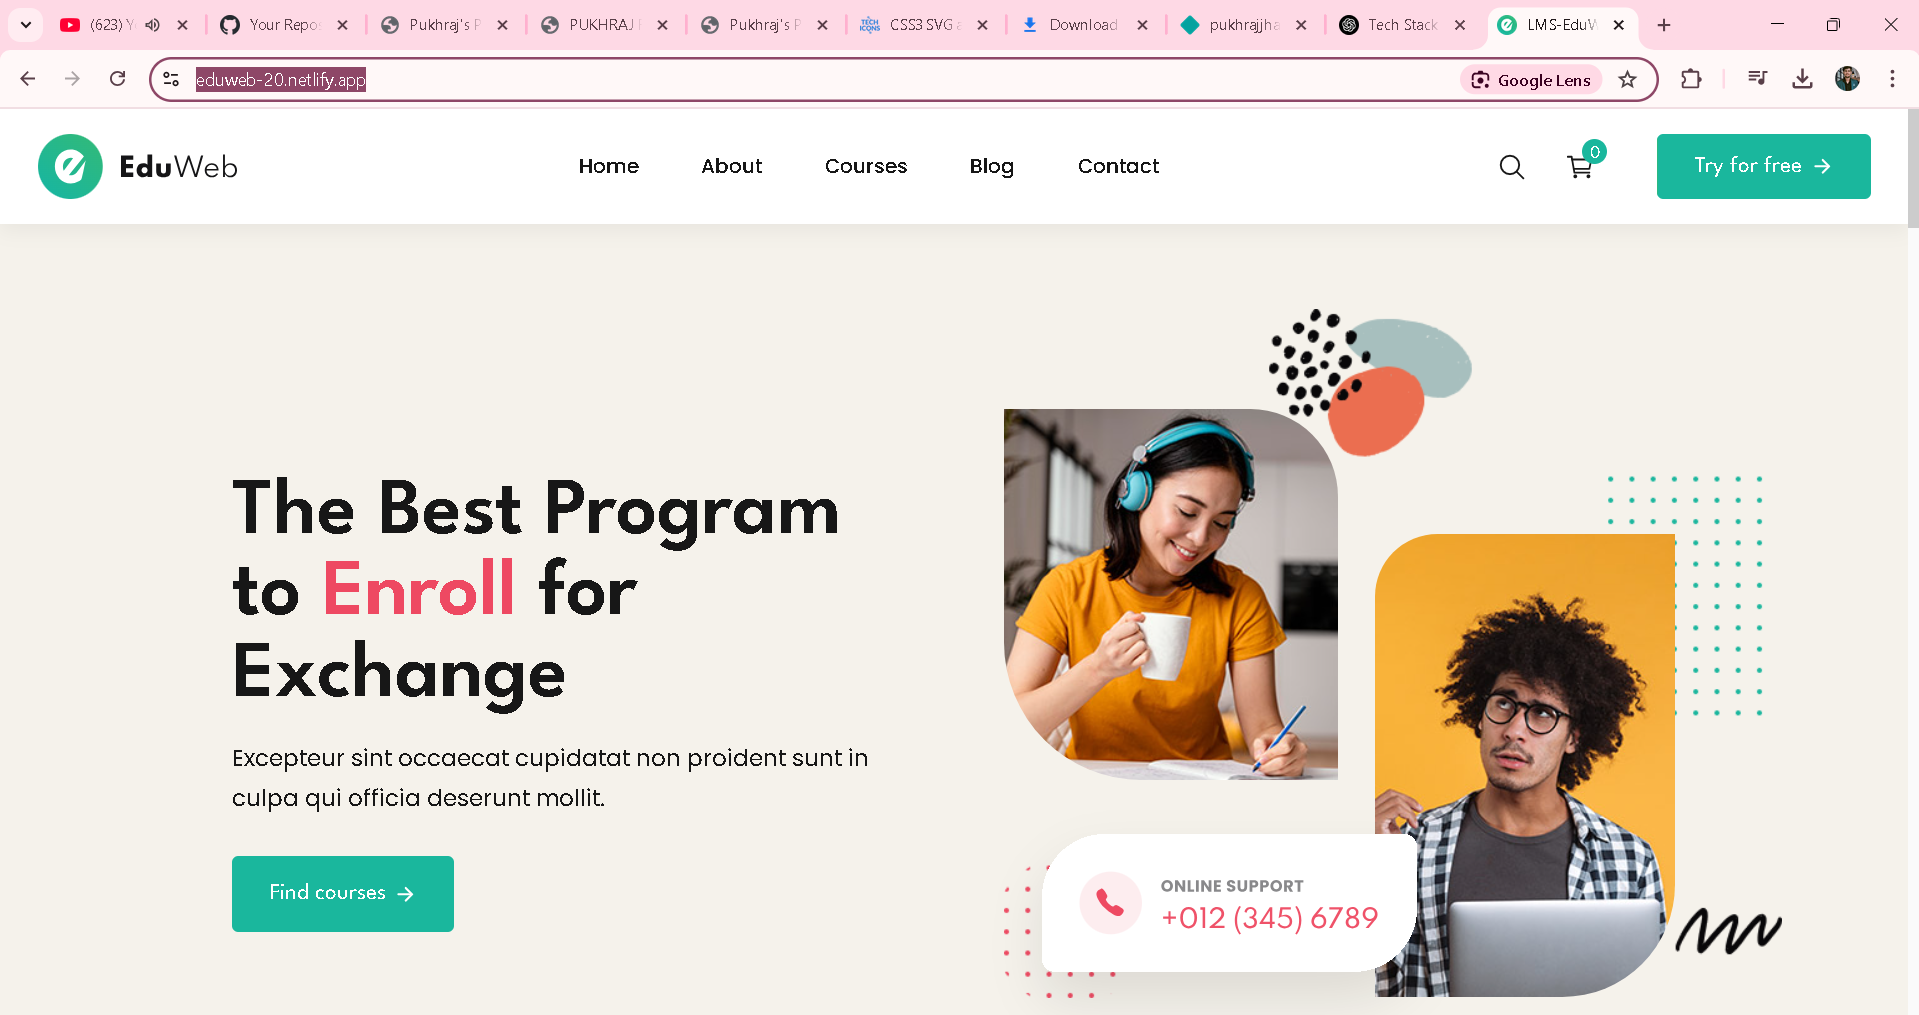 (623) Y
Your Repos
Pukhraj's P
PUKHRAJ
Pukhraj's P
CSS3 SVG a
Download
pukhrajjha
Tech Stack
LMS-EduW
eduweb-20.netlify.app
Google Lens
EduWeb
Home
About
Courses
Blog
Contact
0
Try for free
The Best Program
to Enroll for
Exchange
Excepteur sint occaecat cupidatat non proident sunt in
culpa qui officia deserunt mollit.
Find courses
ONLINE SUPPORT
+012 (345) 6789